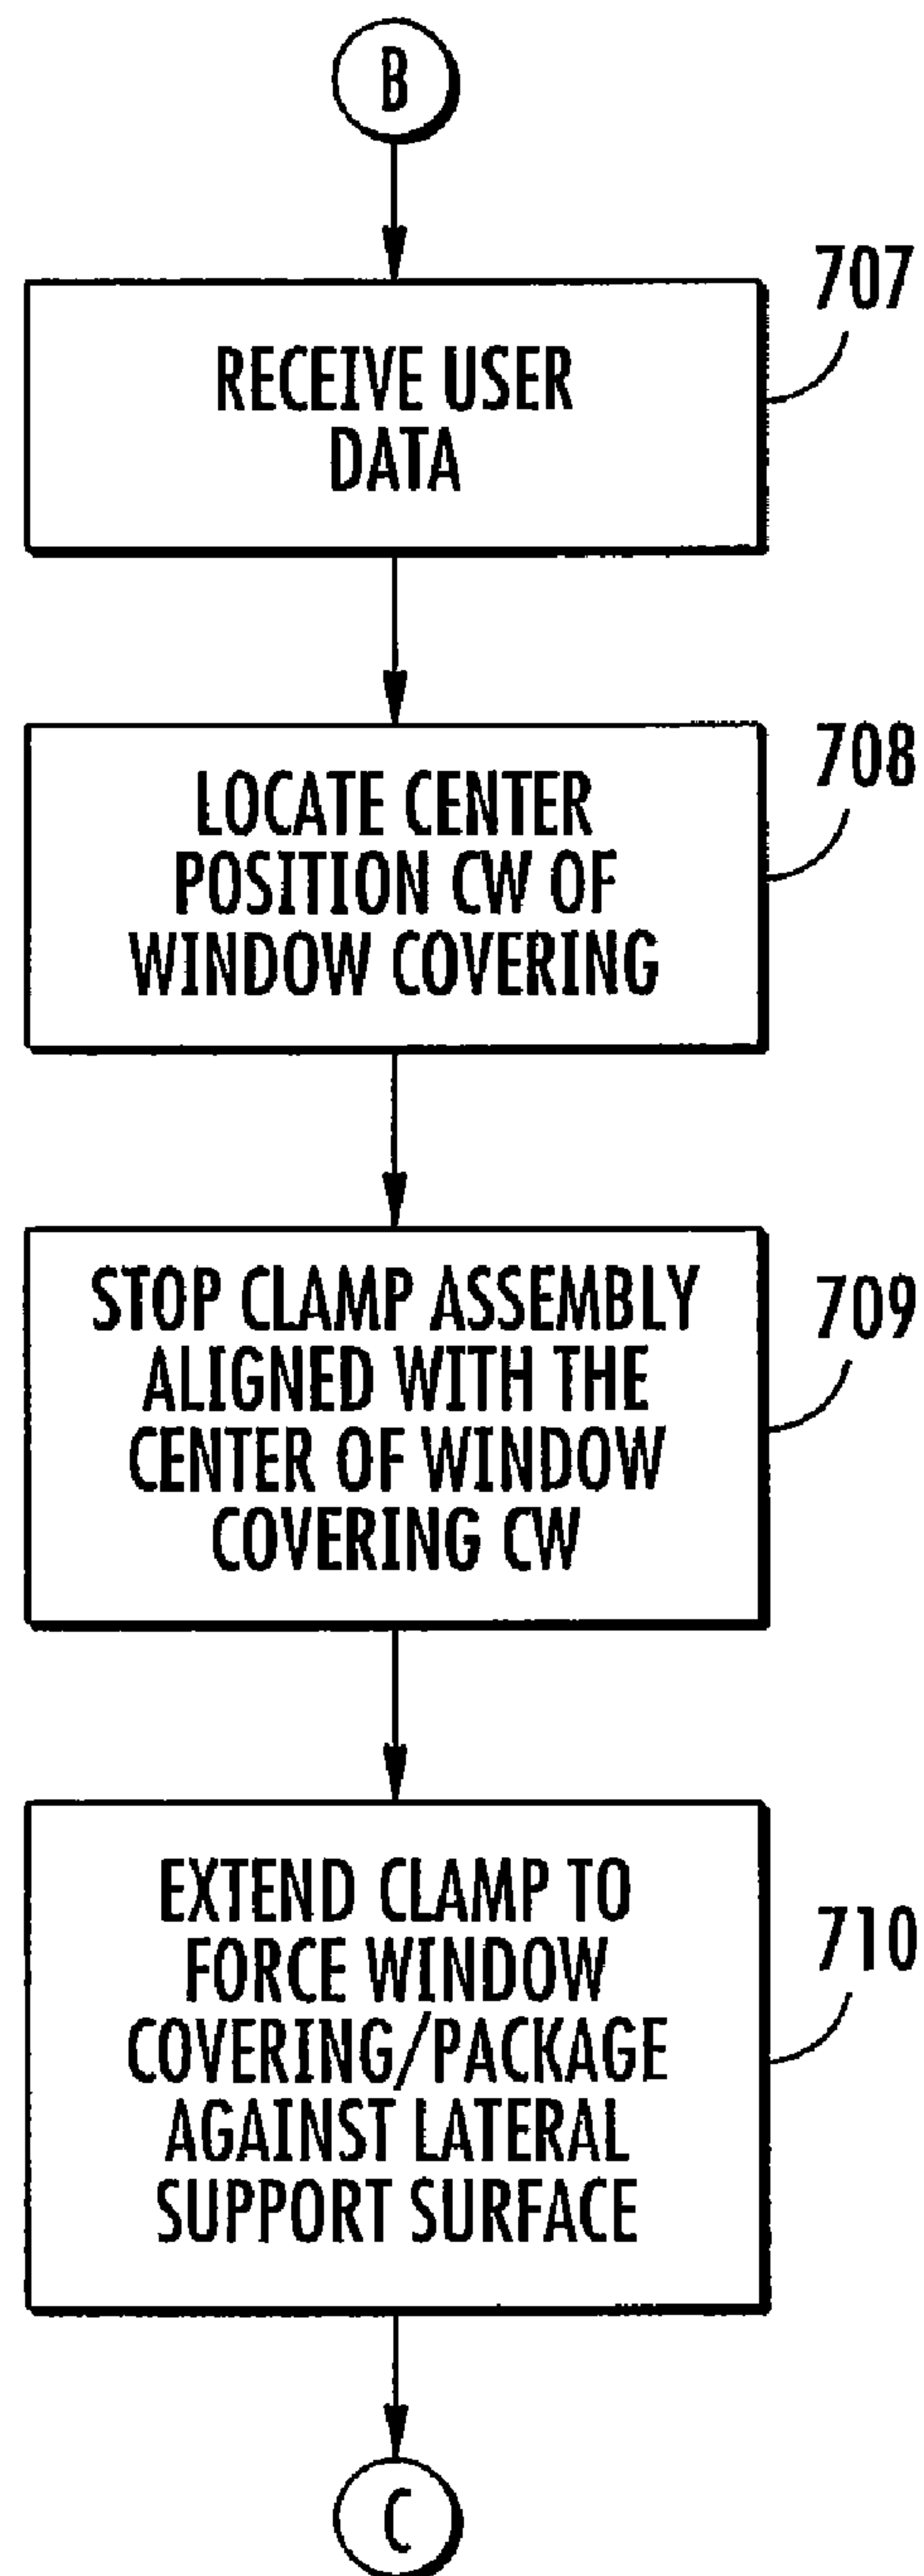 B
707
RECEIVE USER
DATA
708
LOCATE CENTER
POSITION CW OF
WINDOW COVERING
709
STOP CLAMP ASSEMBLY
ALIGNED WITH THE
CENTER OF WINDOW
COVERING CW
710
EXTEND CLAMP TO
FORCE WINDOW
COVERING/PACKAGE
AGAINST LATERAL
SUPPORT SURFACE
C